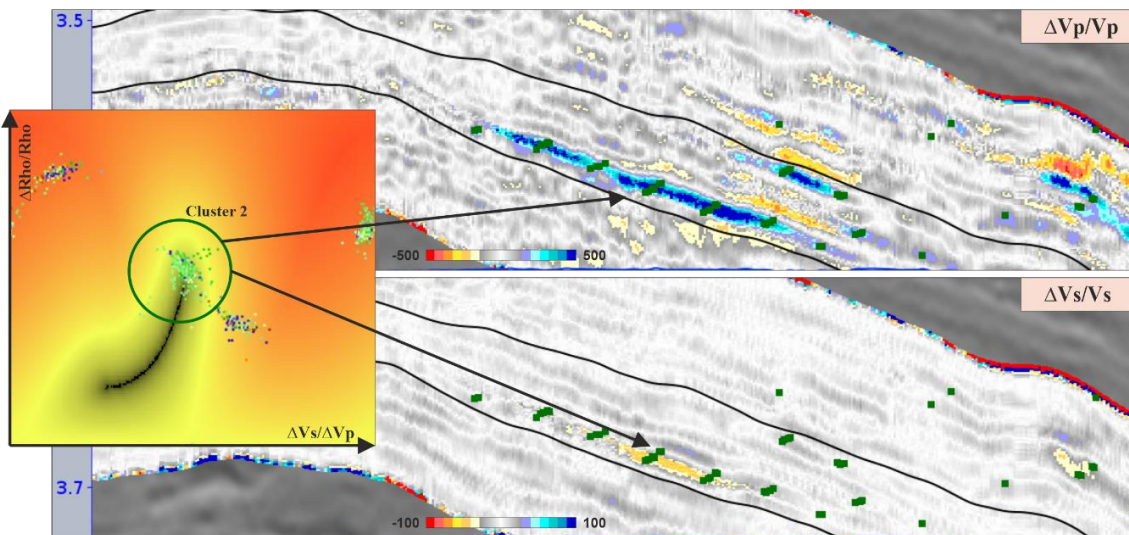 3.5
ΔVp/Vp
ΔRho/Rho
Cluster 2
-500 500
ΔVs/Vs
ΔVs/ΔVp
3.7
-100 100